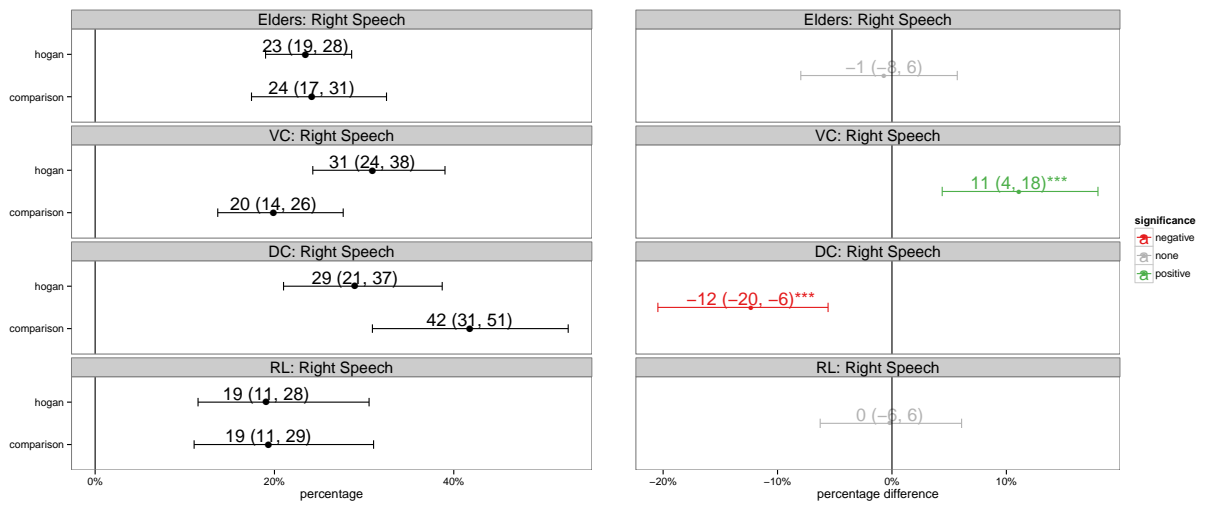 Elders: Right Speech
hogan
23 (19, 28)
comparison
24 (17, 31)
VC: Right Speech
hogan
31 (24, 38)
comparison
20 (14, 26)
DC: Right Speech
hogan
29 (21, 37)
comparison
42 (31, 51)
RL: Right Speech
hogan
19 (11, 28)
comparison
19 (11, 29)
0% 20% 40%
percentage
Elders: Right Speech
−1 (−8, 6)
VC: Right Speech
11 (4, 18)***
DC: Right Speech
−12 (−20, −6)***
RL: Right Speech
0 (−6, 6)
−20% −10% 0% 10%
percentage difference
significance
a negative
a none
a positive